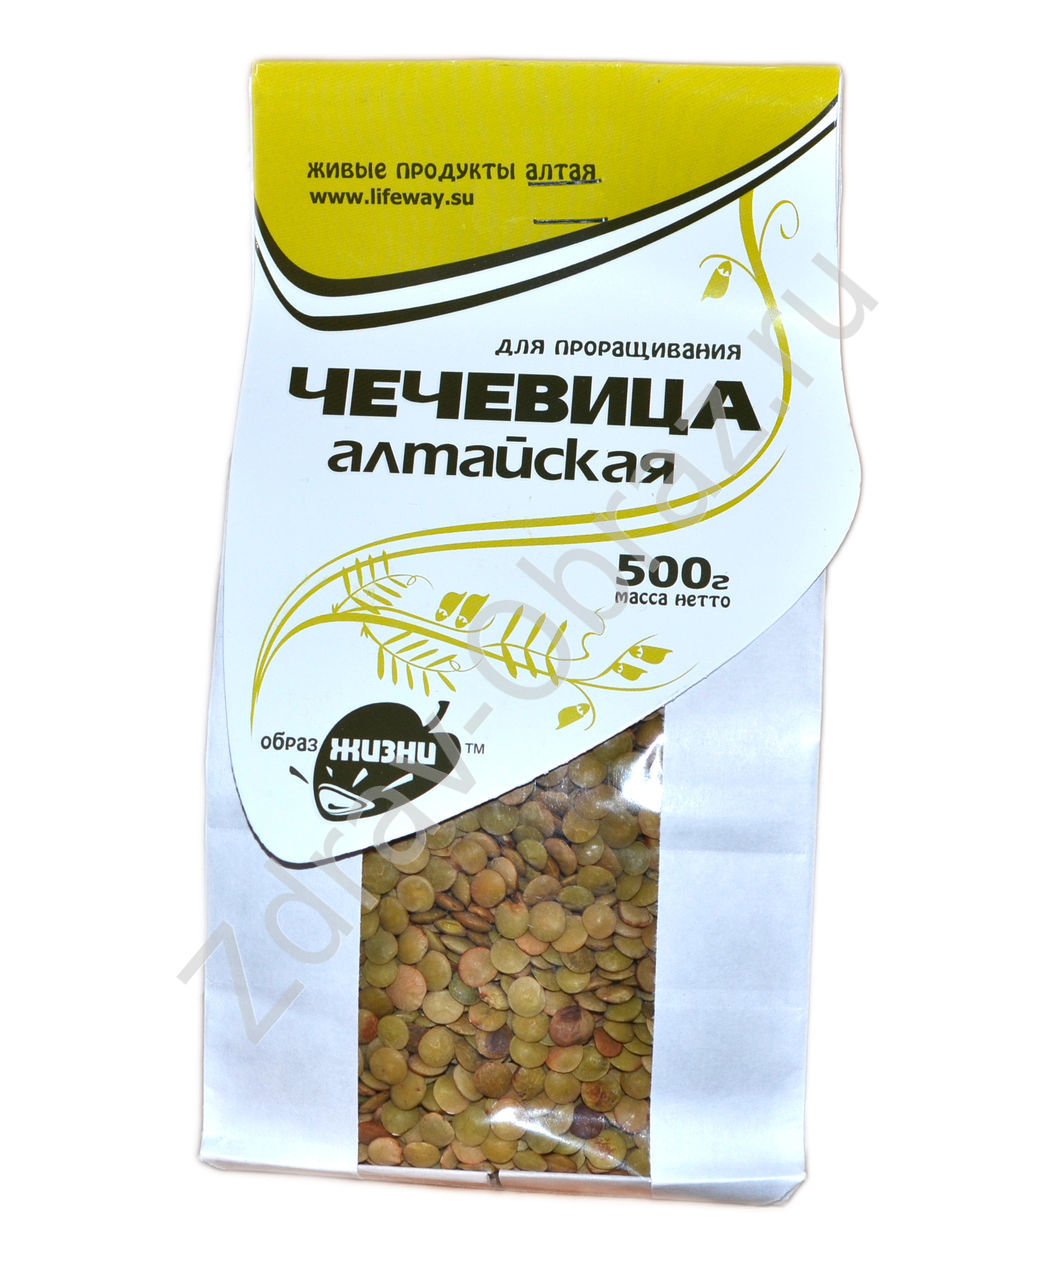 живые продукты алтая
www.lifeway.su
для проращивания
ЧЕЧЕВИЦА
алтайская
500г
масса нетто
образ жизни ™
Zdrav-Obraz.ru